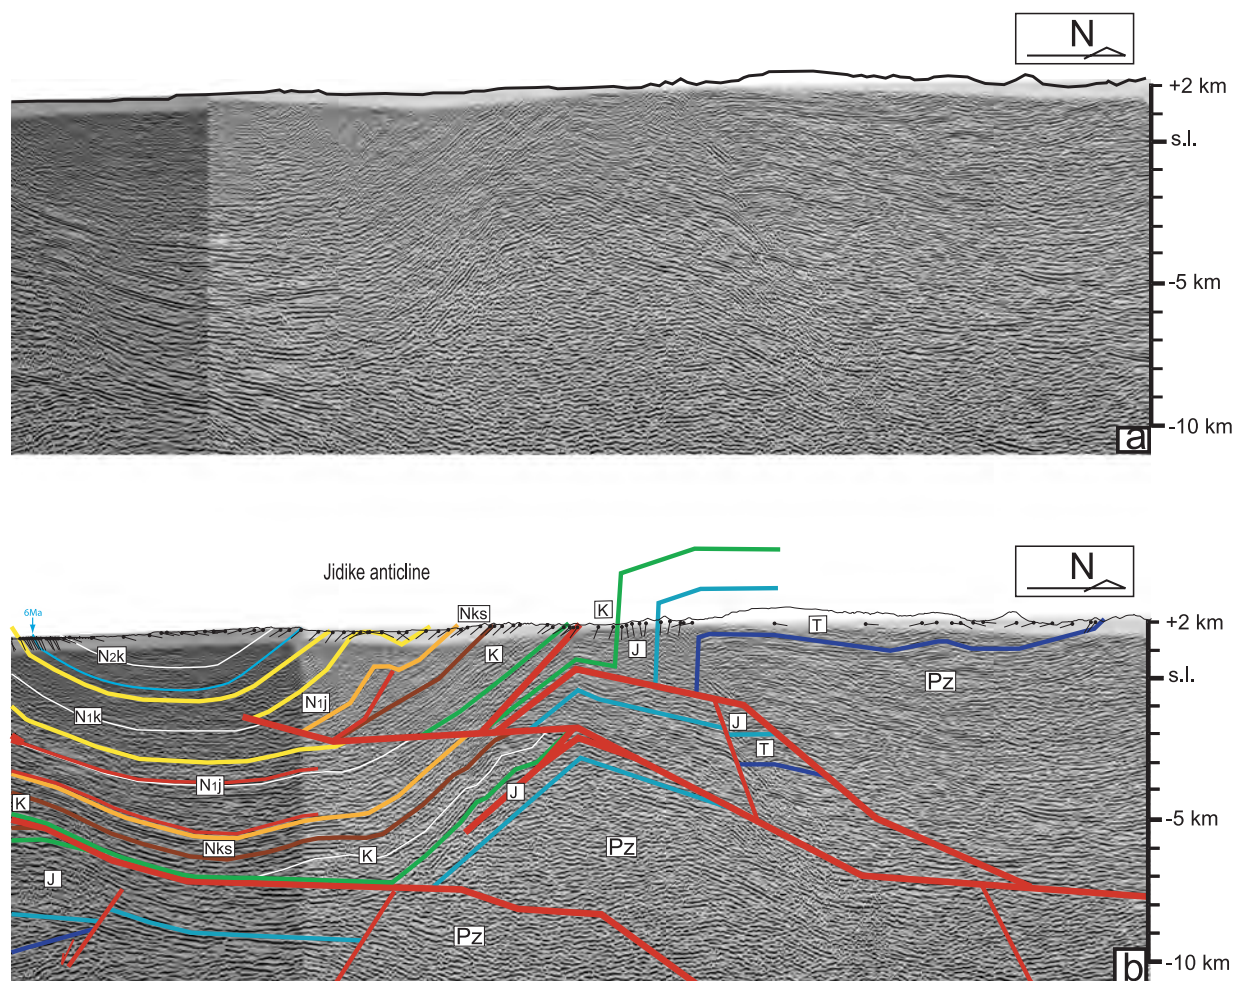 N
+2 km
s.l.
-5 km
-10 km
a
N
Jidike anticline
6Ma
Nks
K
+2 km
T
N2k
K
J
Pz
s.l.
N1j
N1k
J
T
N1j
J
K
-5 km
Nks
K
Pz
J
Pz
-10 km
b